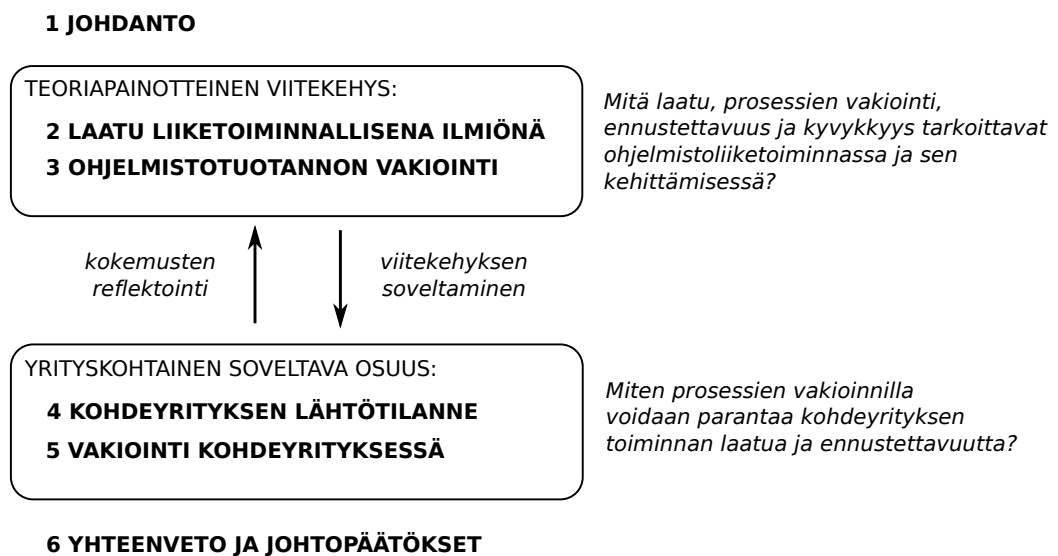 1 JOHDANTO
TEORIAPAINOTTEINEN VIITEKEHYS:
2 LAATU LIIKETOIMINNALLISENA ILMIÖNÄ
3 OHJELMISTOTUOTANNON VAKIOINTI
Mitä laatu, prosessien vakiointi,
ennustettavuus ja kyvykkyys tarkoittavat
ohjelmistoliiketoiminnassa ja sen
kehittämisessä?
kokemusten
reflektointi
viitekehyksen
soveltaminen
YRITYSKOHTAINEN SOVELTAVA OSUUS:
4 KOHDEYRITYKSEN LÄHTÖTILANNE
5 VAKIOINTI KOHDEYRITYKSESSÄ
Miten prosessien vakioinnilla
voidaan parantaa kohdeyrityksen
toiminnan laatua ja ennustettavuutta?
6 YHTEENVETO JA JOHTOPÄÄTÖKSET